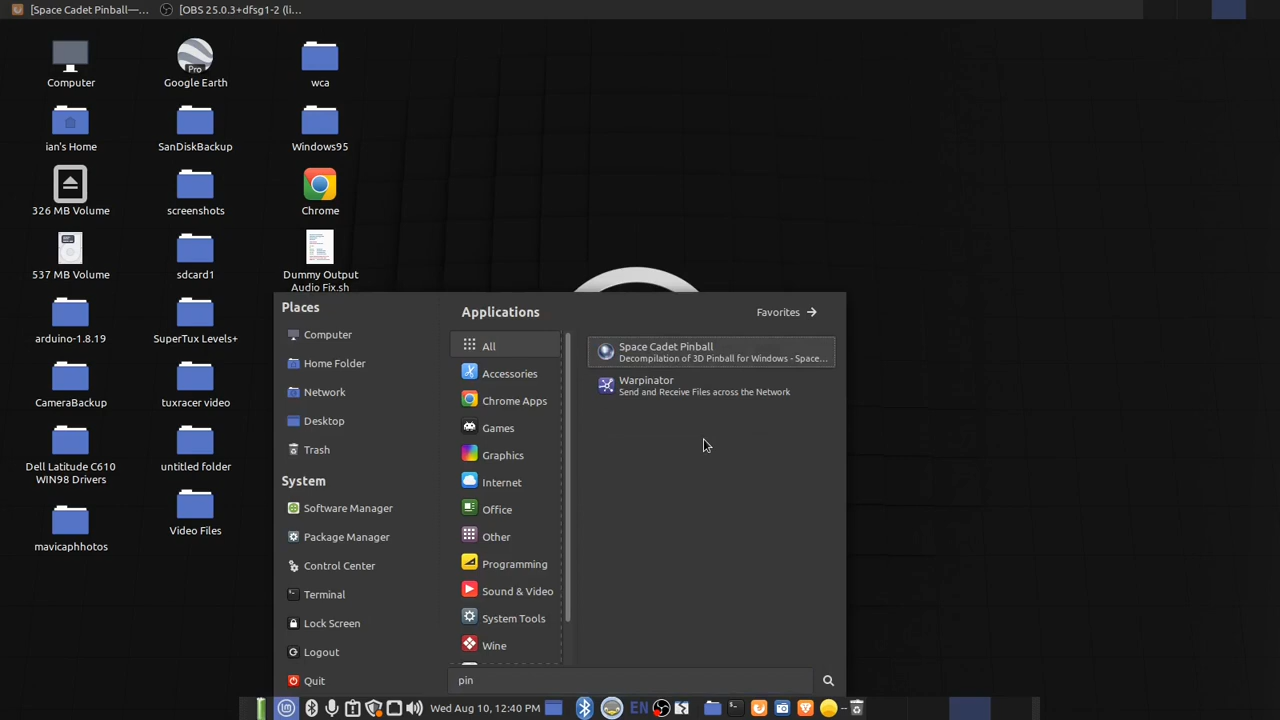 [Space Cadet Pinball—...
[OBS 25.0.3+dfsg1-2 (li...
Computer
Pro
Google Earth
wca
ian's Home
SanDiskBackup
Windows95
326 MB Volume
screenshots
Chrome
537 MB Volume
sdcard1
Dummy Output
Audio Fix.sh
arduino-1.8.19
SuperTux Levels+
CameraBackup
tuxracer video
Dell Latitude C610
WIN98 Drivers
untitled folder
mavicaphhotos
Video Files
Places
Computer
Home Folder
Network
Desktop
Trash
System
Software Manager
Package Manager
Control Center
Terminal
Lock Screen
Logout
Quit
Applications
Favorites
All
Accessories
Chrome Apps
Games
Graphics
Internet
Office
Other
Programming
Sound & Video
System Tools
Wine
Space Cadet Pinball
Decompilation of 3D Pinball for Windows - Space...
Warpinator
Send and Receive Files across the Network
pin
Wed Aug 10, 12:40 PM
EN